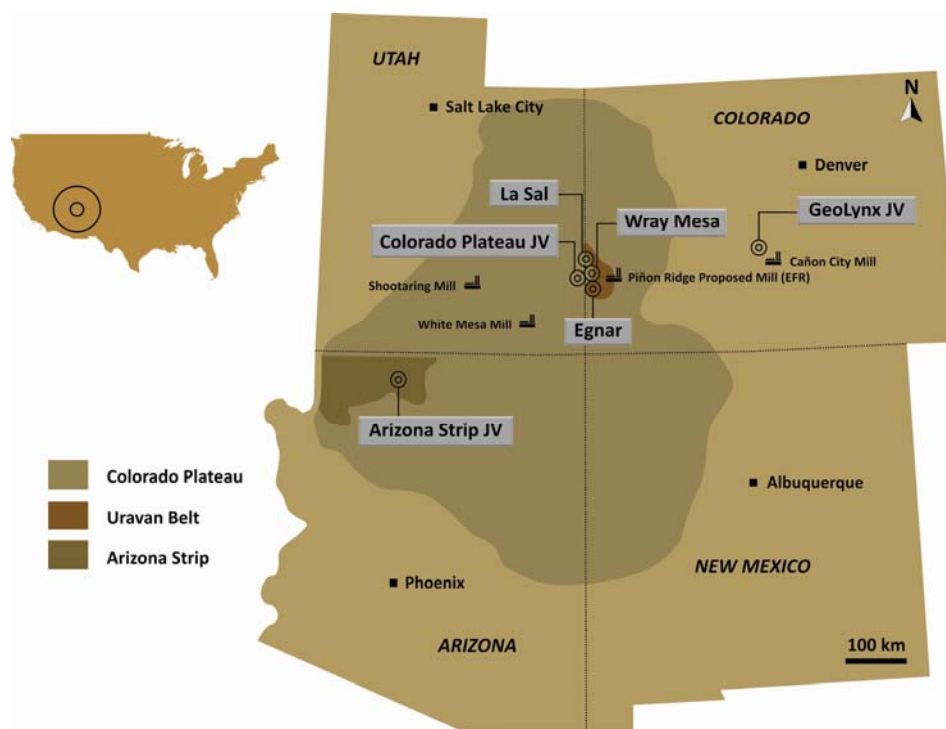 UTAH
N
Salt Lake City
COLORADO
Denver
La Sal
GeoLynx JV
Wray Mesa
Colorado Plateau JV
Cañon City Mill
Piñon Ridge Proposed Mill (EFR)
Shootaring Mill
White Mesa Mill
Egnar
Arizona Strip JV
Colorado Plateau
Albuquerque
Uravan Belt
Arizona Strip
NEW MEXICO
Phoenix
ARIZONA
100 km